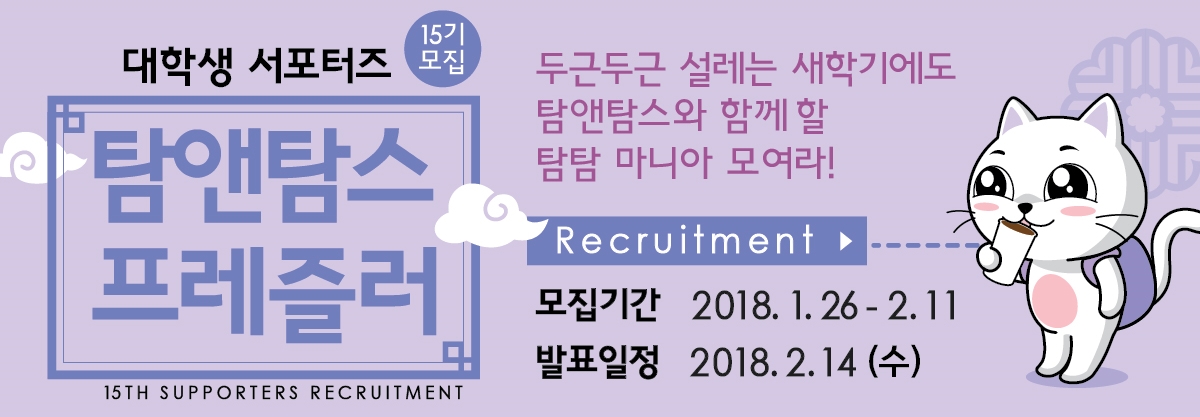 대학생 서포터즈
15기
모집
탐앤탐스
프레즐러
15TH SUPPORTERS RECRUITMENT
두근두근 설레는 새학기에도
탐앤탐스와 함께 할
탐탐 마니아 모여라!
Recruitment
모집기간 2018. 1. 26 - 2. 11
발표일정 2018. 2. 14 (수)